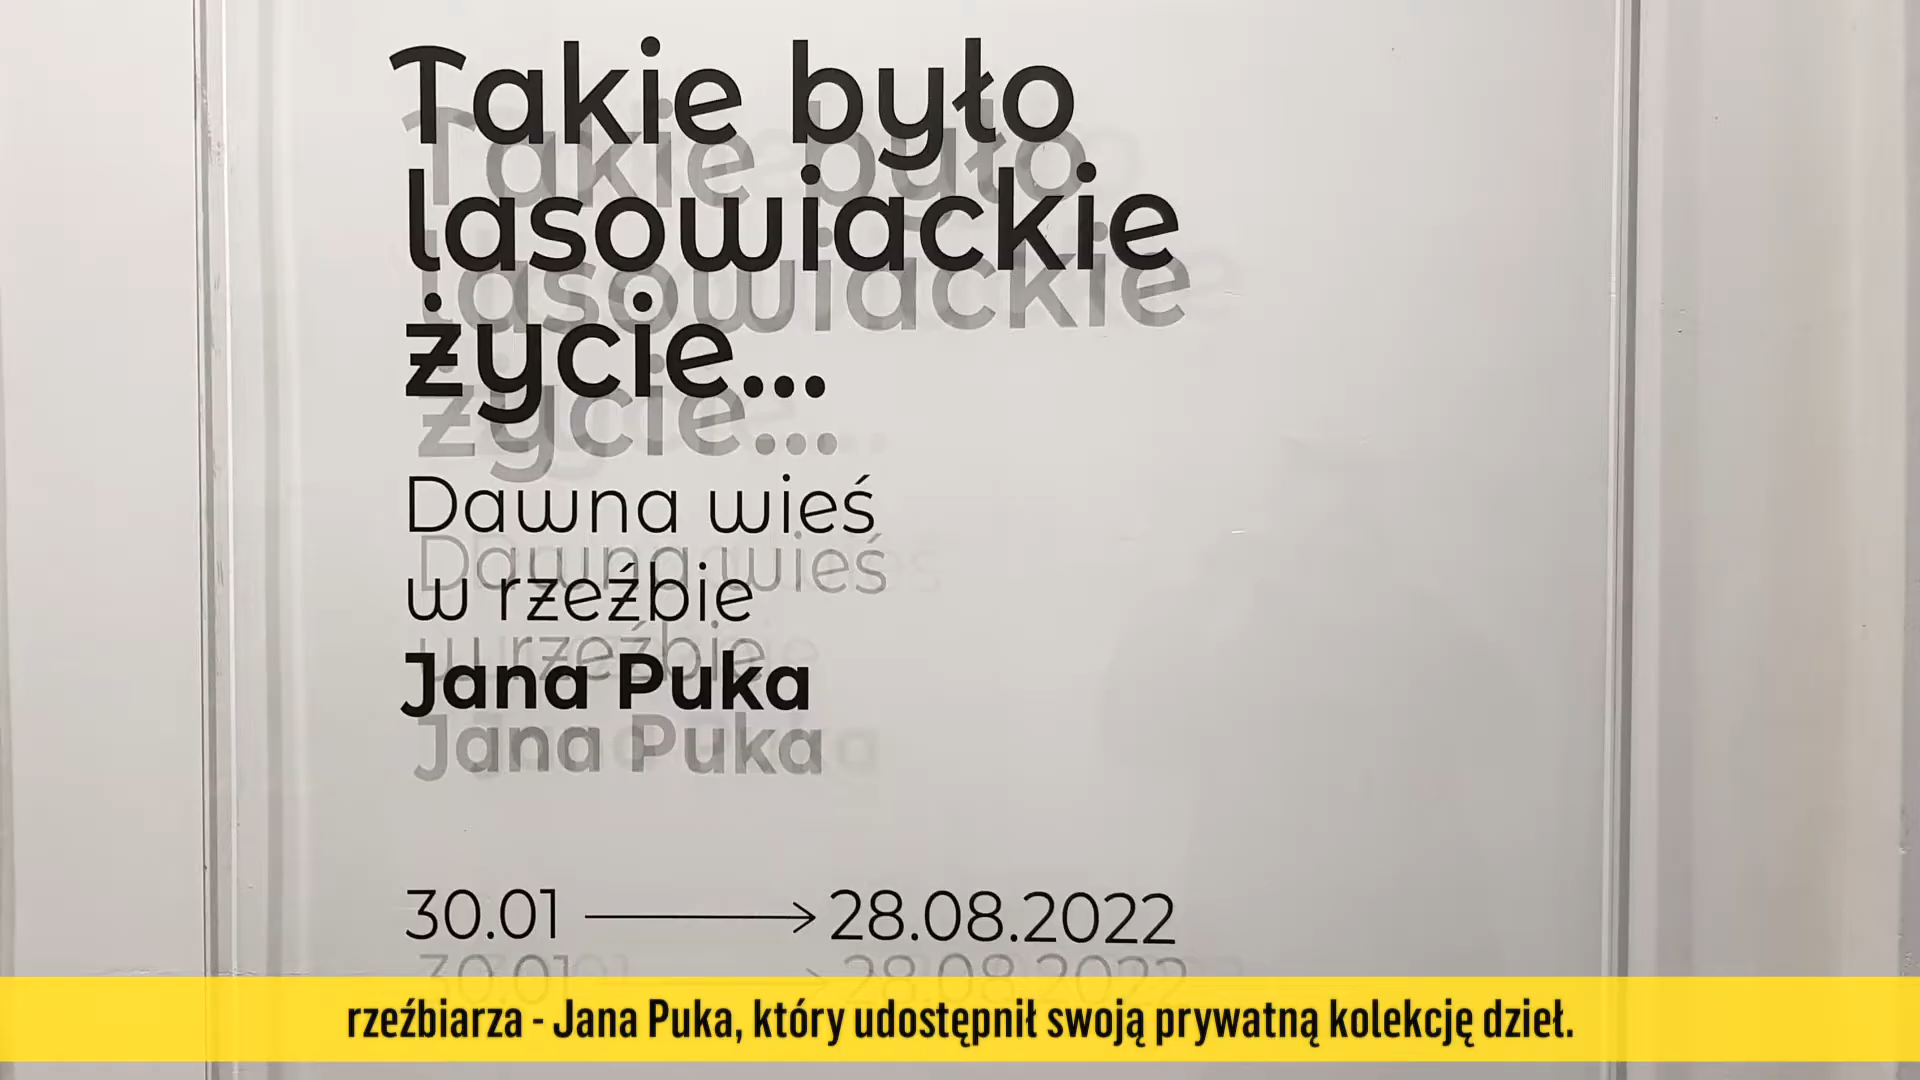 Takie było
lasowiackie
życie...
Dawna wieś
w rzeźbie
Jana Puka
30.01 → 28.08.2022
rzeźbiarza - Jana Puka, który udostępnił swoją prywatną kolekcję dzieł.